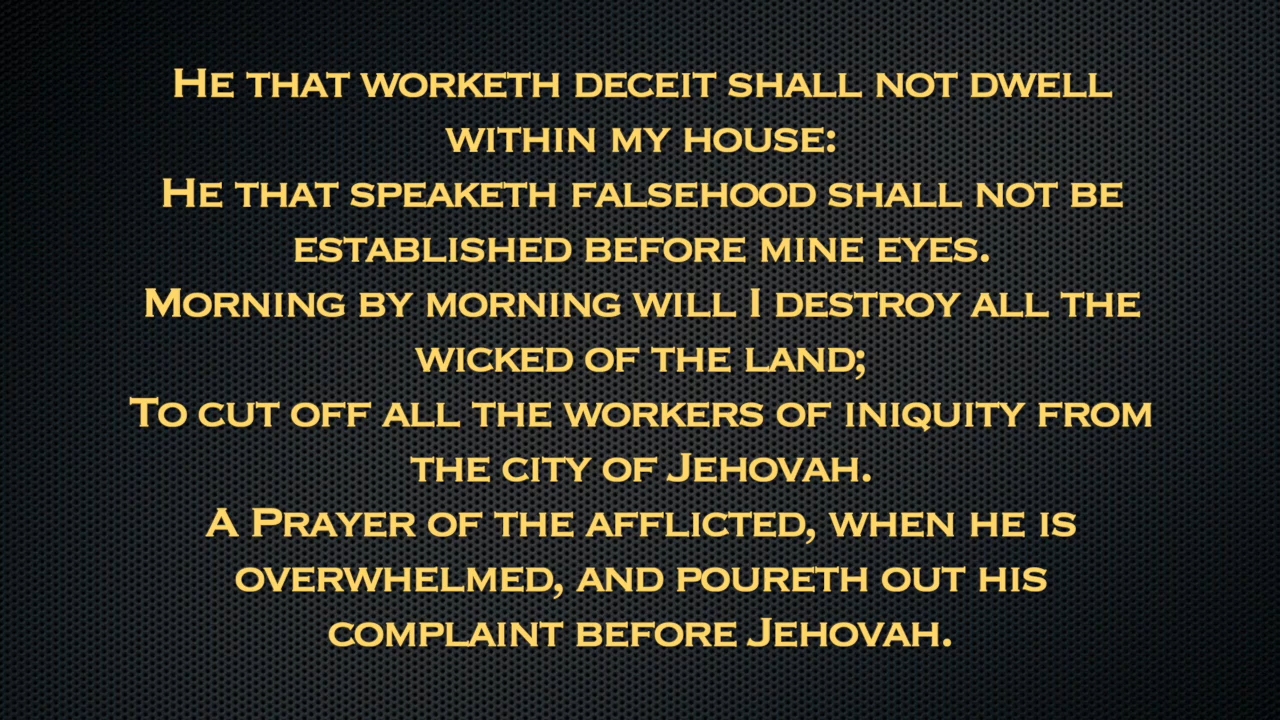 He that worketh deceit shall not dwell
within my house:
He that speaketh falsehood shall not be
established before mine eyes.
Morning by morning will I destroy all the
wicked of the land;
To cut off all the workers of iniquity from
the city of Jehovah.
A Prayer of the afflicted, when he is
overwhelmed, and poureth out his
complaint before Jehovah.